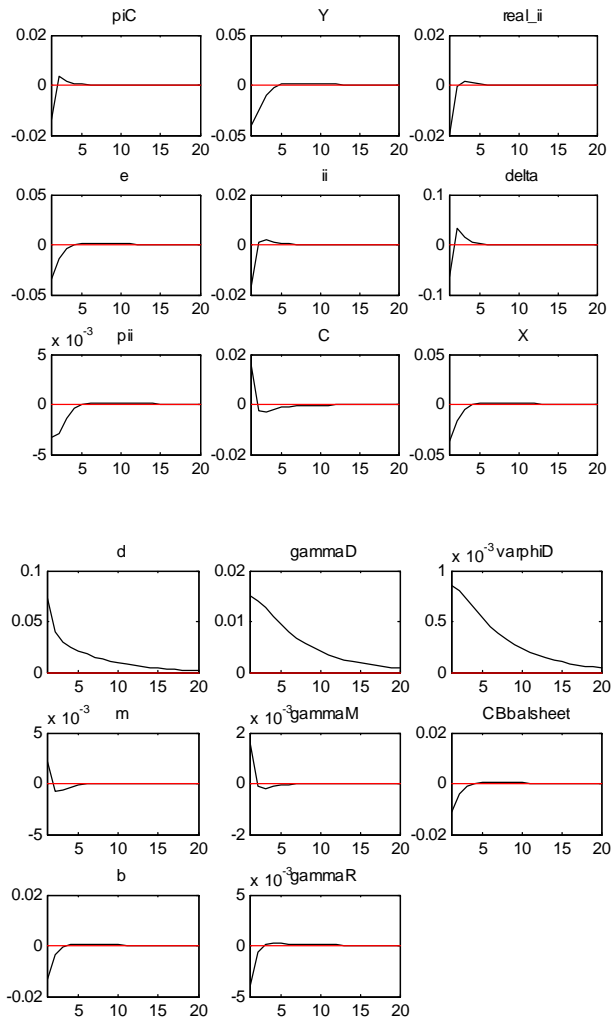 piC Y real_ii
0.02 0.05 0.02
0 0 0
-0.02 -0.05 -0.02
5 10 15 20 5 10 15 20 5 10 15 20
e ii delta
0.05 0.02 0.1
0 0 0
-0.05 -0.02 -0.1
5 10 15 20 5 10 15 20 5 10 15 20
x 10^-3 pii C X
5 0.02 0.05
0 0 0
-5 -0.02 -0.05
5 10 15 20 5 10 15 20 5 10 15 20
d gammaD x 10^-3 varphiD
0.1 0.02 1
0.05 0.01 0.5
0 0 0
5 10 15 20 5 10 15 20 5 10 15 20
x 10^-3 m x 10^-3 gammaM CBbalsheet
5 2 0.02
0 0 0
-5 -2 -0.02
5 10 15 20 5 10 15 20 5 10 15 20
b x 10^-3 gammaR
0.02 5
0 0
-0.02 -5
5 10 15 20 5 10 15 20